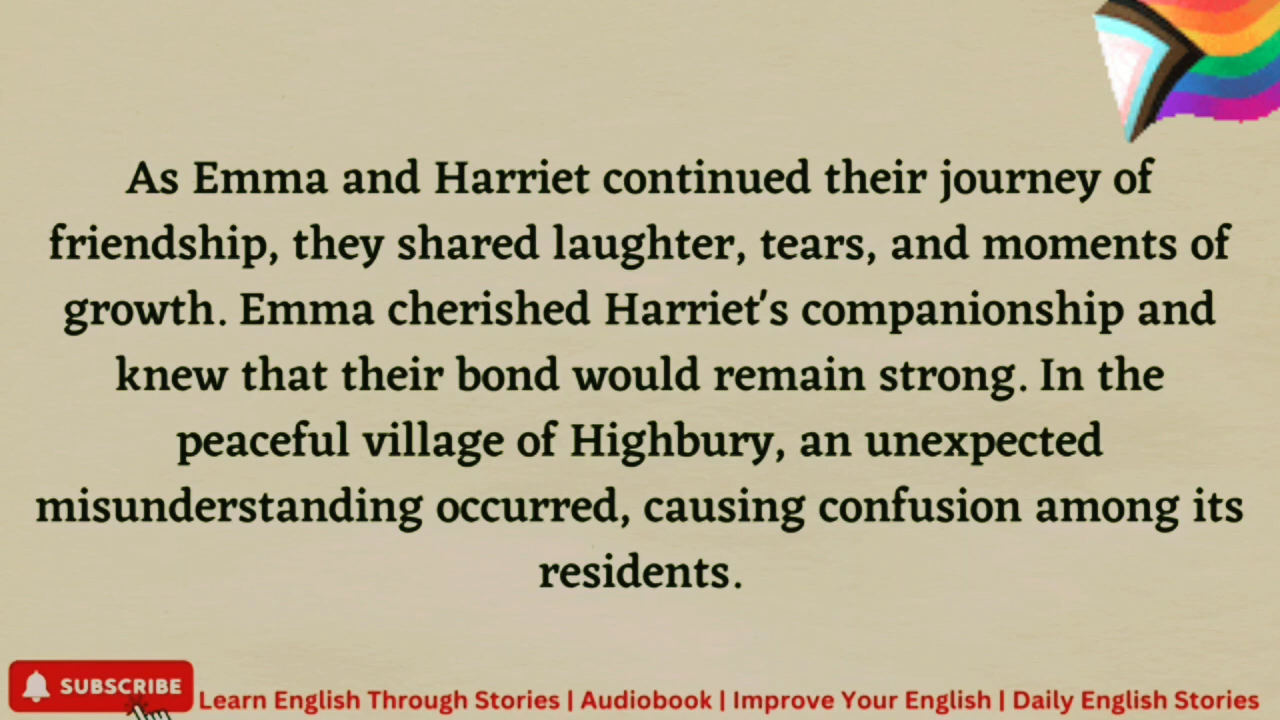 As Emma and Harriet continued their journey of
friendship, they shared laughter, tears, and moments of
growth. Emma cherished Harriet's companionship and
knew that their bond would remain strong. In the
peaceful village of Highbury, an unexpected
misunderstanding occurred, causing confusion among its
residents.
SUBSCRIBE
Learn English Through Stories | Audiobook | Improve Your English | Daily English Stories